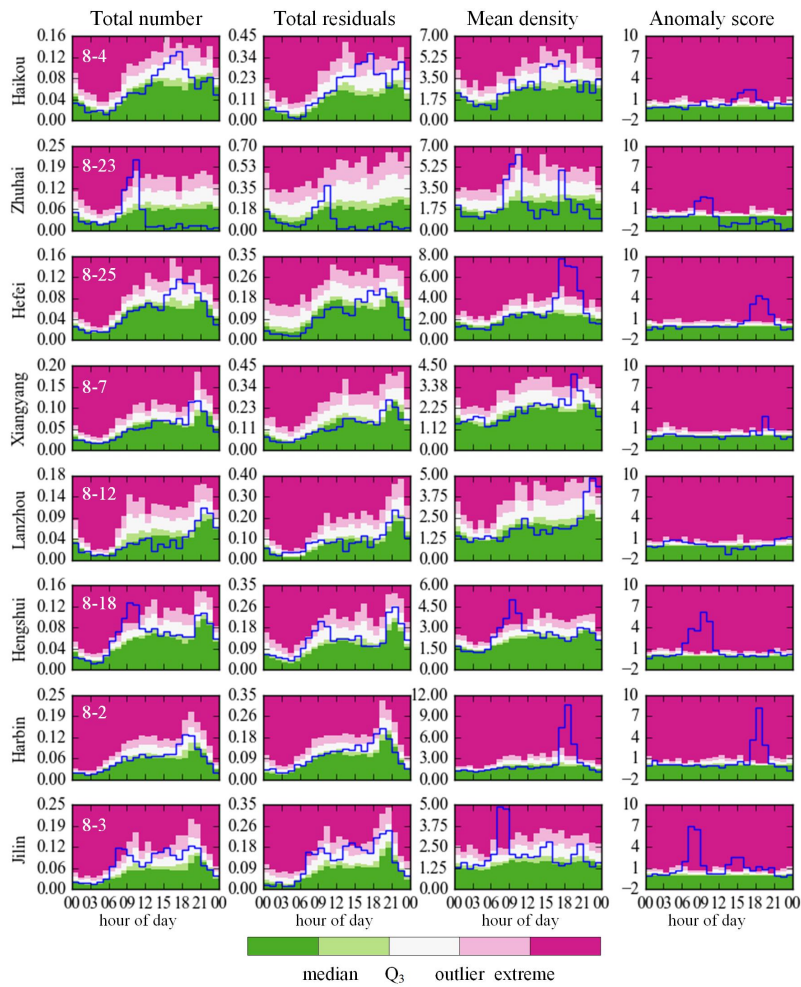 Total number Total residuals Mean density Anomaly score
Haikou
8-4
0.16 0.45 7.00 10
0.12 0.34 5.25 7
0.08 0.23 3.50 4
0.04 0.11 1.75 1
0.00 0.00 0.00 −2
Zhuhai
8-23
0.25 0.70 7.00 10
0.19 0.53 5.25 7
0.12 0.35 3.50 4
0.06 0.17 1.75 1
0.00 0.00 0.00 −2
Hefei
8-25
0.16 0.35 8.00 10
0.12 0.26 6.00 7
0.08 0.18 4.00 4
0.04 0.09 2.00 1
0.00 0.00 0.00 −2
Xiangyang
8-7
0.20 0.45 4.50 10
0.15 0.34 3.38 7
0.10 0.23 2.25 4
0.05 0.11 1.12 1
0.00 0.00 0.00 −2
Lanzhou
8-12
0.18 0.40 5.00 10
0.14 0.30 3.75 7
0.09 0.20 2.50 4
0.04 0.10 1.25 1
0.00 0.00 0.00 −2
Hengshui
8-18
0.16 0.35 6.00 10
0.12 0.26 4.50 7
0.08 0.18 3.00 4
0.04 0.09 1.50 1
0.00 0.00 0.00 −2
Harbin
8-2
0.25 0.35 12.00 10
0.19 0.26 9.00 7
0.12 0.18 6.00 4
0.06 0.09 3.00 1
0.00 0.00 0.00 −2
Jilin
8-3
0.25 0.35 5.00 10
0.19 0.26 3.75 7
0.12 0.18 2.50 4
0.06 0.09 1.25 1
0.00 0.00 0.00 −2
00 03 06 09 12 15 18 21 00 00 03 06 09 12 15 18 21 00 00 03 06 09 12 15 18 21 00 00 03 06 09 12 15 18 21 00
hour of day hour of day hour of day hour of day
median Q₃ outlier extreme